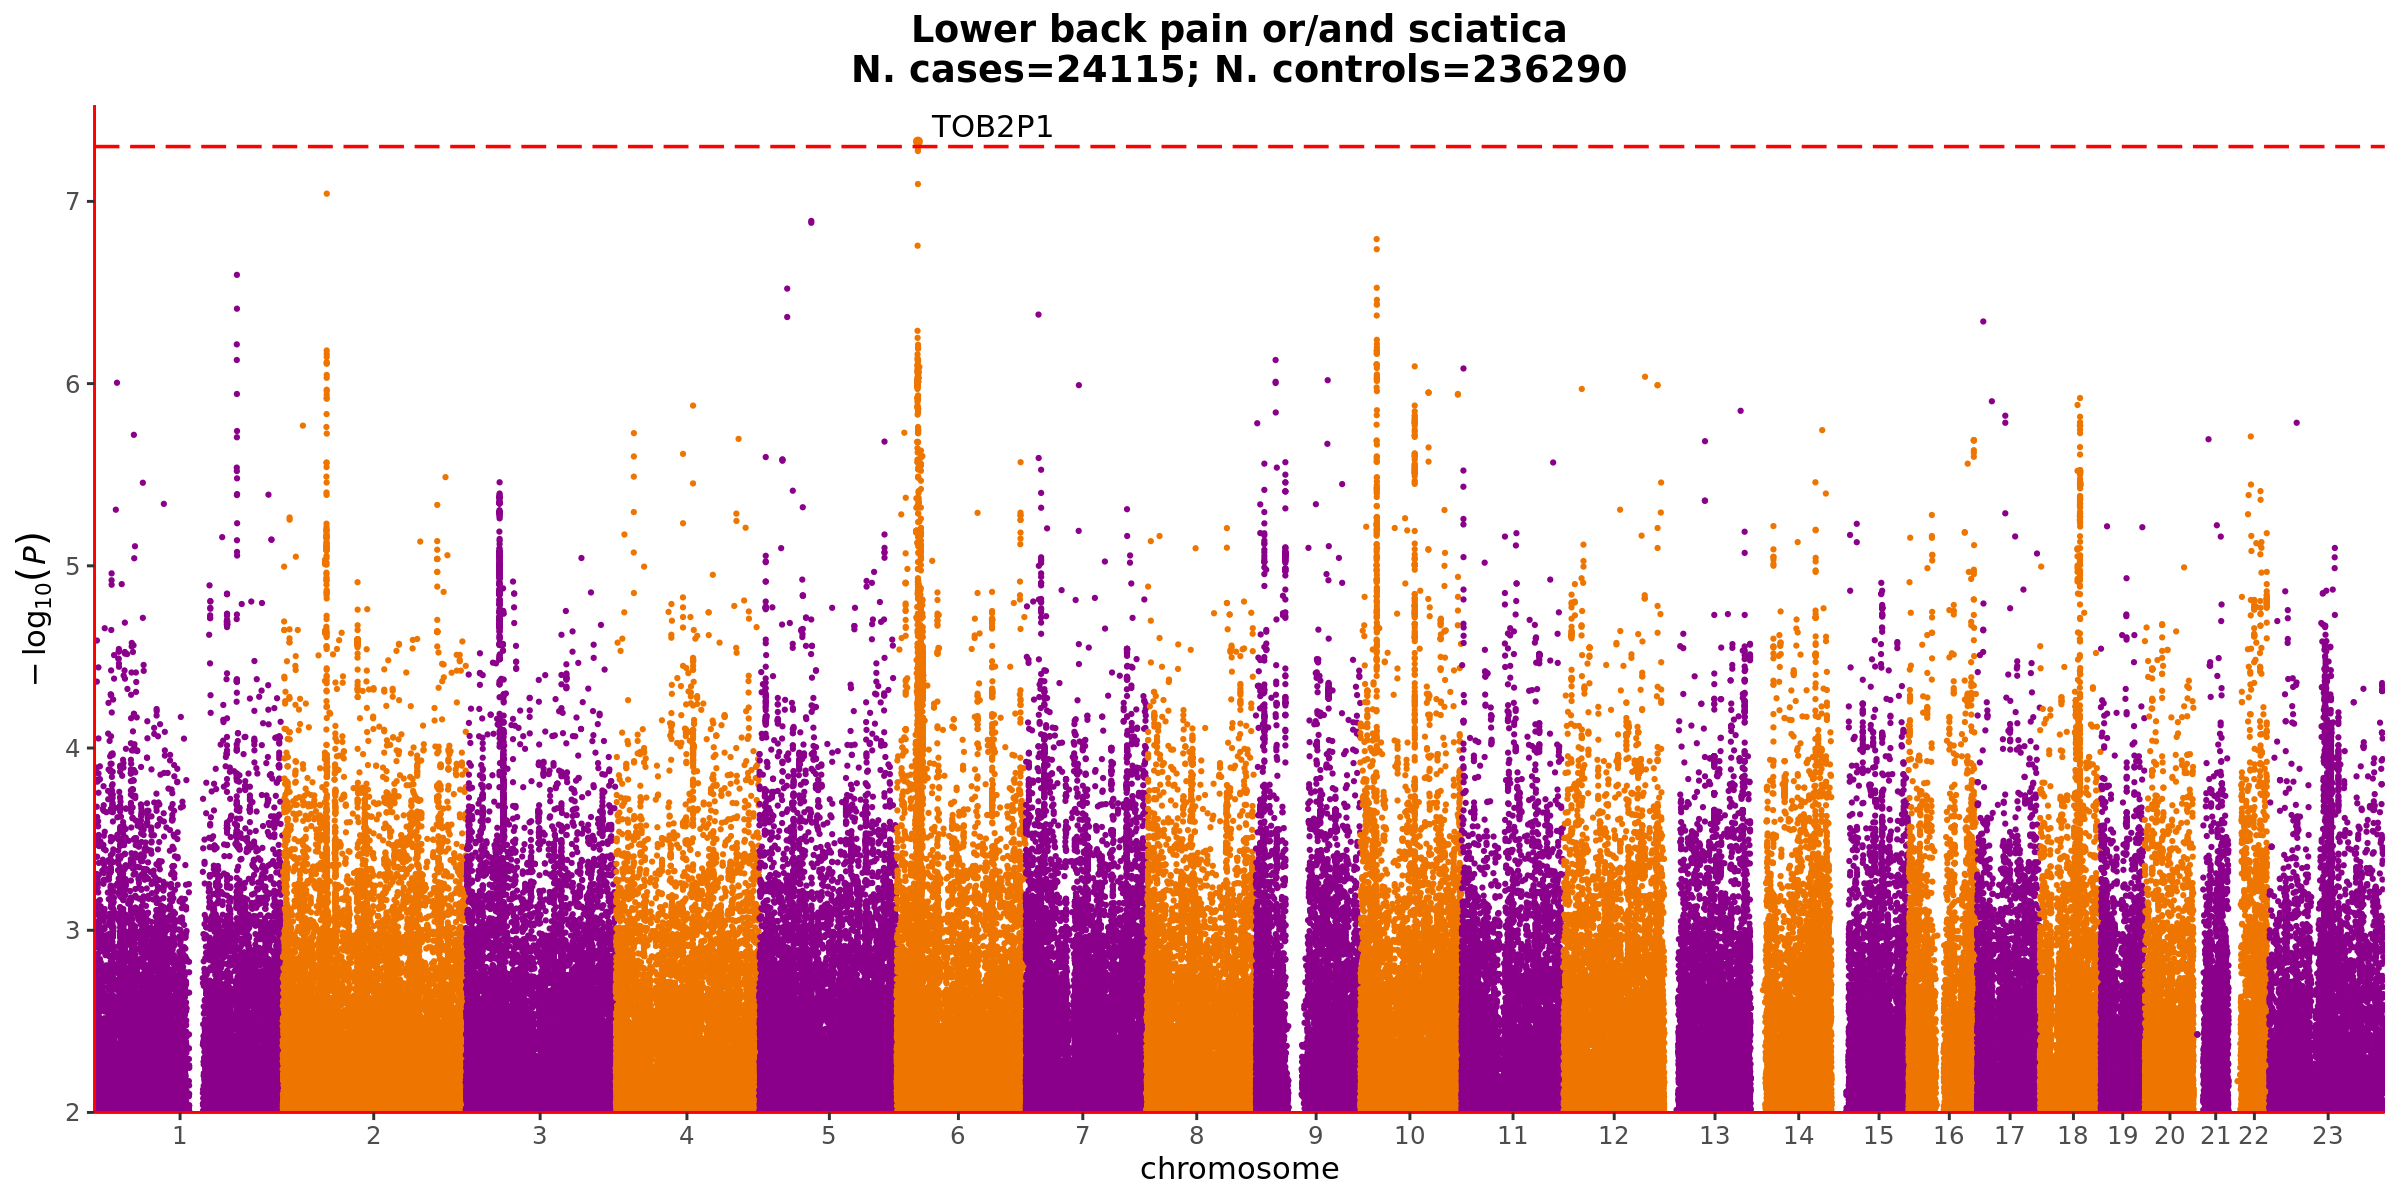 Lower back pain or/and sciatica
N. cases=24115; N. controls=236290
TOB2P1
7
6
5
4
3
2
−log10(P)
1 2 3 4 5 6 7 8 9 10 11 12 13 14 15 16 17 18 19 20 21 22 23
chromosome